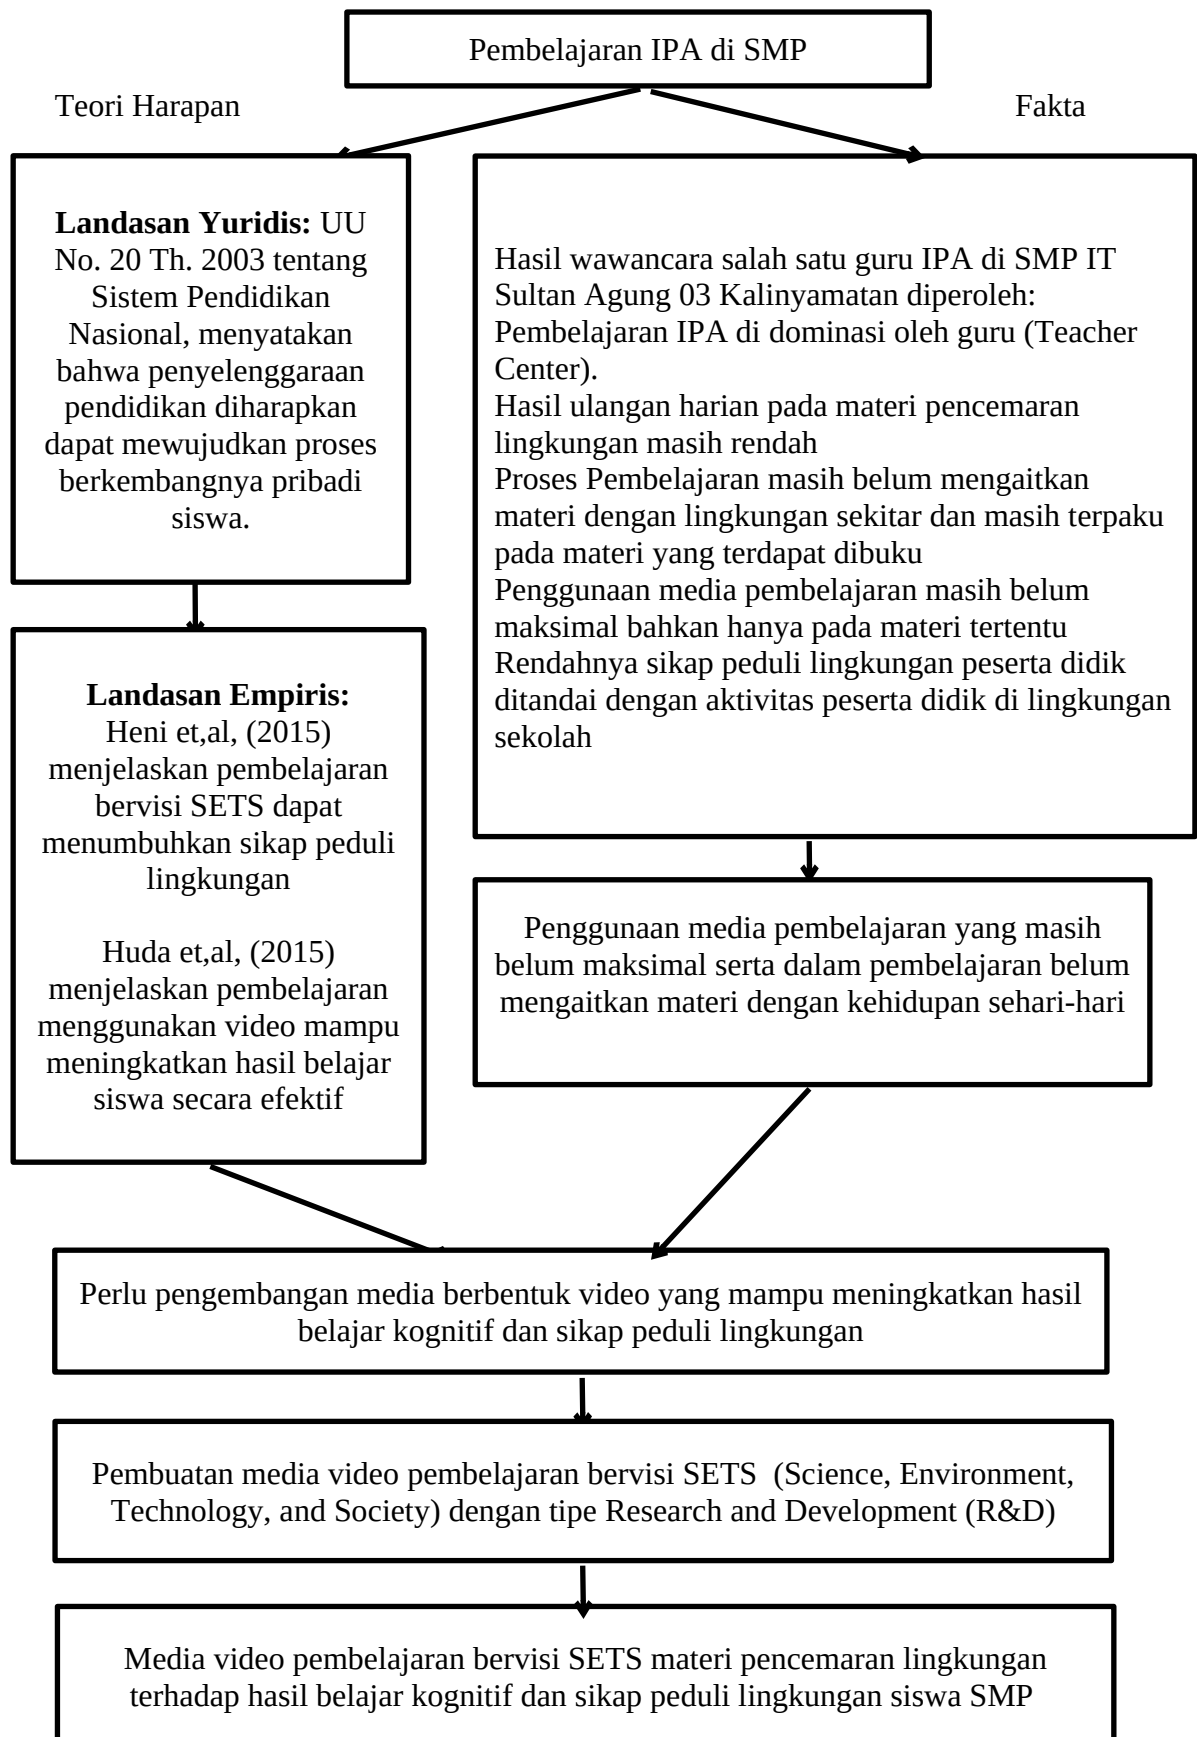 Pembelajaran IPA di SMP
Teori Harapan
Fakta
Landasan Yuridis: UU
No. 20 Th. 2003 tentang
Sistem Pendidikan
Nasional, menyatakan
bahwa penyelenggaraan
pendidikan diharapkan
dapat mewujudkan proses
berkembangnya pribadi
siswa.
Hasil wawancara salah satu guru IPA di SMP IT
Sultan Agung 03 Kalinyamatan diperoleh:
Pembelajaran IPA di dominasi oleh guru (Teacher
Center).
Hasil ulangan harian pada materi pencemaran
lingkungan masih rendah
Proses Pembelajaran masih belum mengaitkan
materi dengan lingkungan sekitar dan masih terpaku
pada materi yang terdapat dibuku
Penggunaan media pembelajaran masih belum
maksimal bahkan hanya pada materi tertentu
Rendahnya sikap peduli lingkungan peserta didik
ditandai dengan aktivitas peserta didik di lingkungan
sekolah
Landasan Empiris:
Heni et,al, (2015)
menjelaskan pembelajaran
bervisi SETS dapat
menumbuhkan sikap peduli
lingkungan
Huda et,al, (2015)
menjelaskan pembelajaran
menggunakan video mampu
meningkatkan hasil belajar
siswa secara efektif
Penggunaan media pembelajaran yang masih
belum maksimal serta dalam pembelajaran belum
mengaitkan materi dengan kehidupan sehari-hari
Perlu pengembangan media berbentuk video yang mampu meningkatkan hasil
belajar kognitif dan sikap peduli lingkungan
Pembuatan media video pembelajaran bervisi SETS  (Science, Environment,
Technology, and Society) dengan tipe Research and Development (R&D)
Media video pembelajaran bervisi SETS materi pencemaran lingkungan
terhadap hasil belajar kognitif dan sikap peduli lingkungan siswa SMP